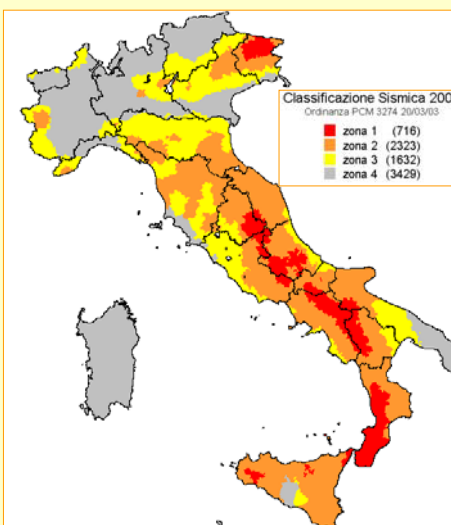 Classificazione Sismica 200
Ordinanza PCM 3274 20/03/03
zona 1 (716)
zona 2 (2323)
zona 3 (1632)
zona 4 (3429)